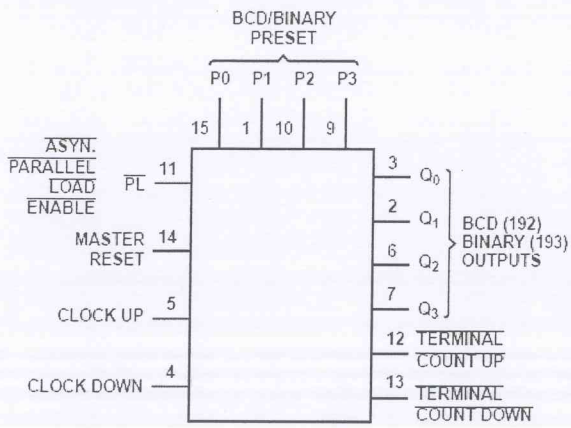 BCD/BINARY
PRESET
P0 P1 P2 P3
15 1 10 9
ASYN.
PARALLEL
LOAD
ENABLE
11
PL
3 Q0
2 Q1
BCD (192)
BINARY (193)
OUTPUTS
14
MASTER
RESET
6 Q2
7 Q3
5
CLOCK UP
12 TERMINAL
COUNT UP
4
CLOCK DOWN
13 TERMINAL
COUNT DOWN